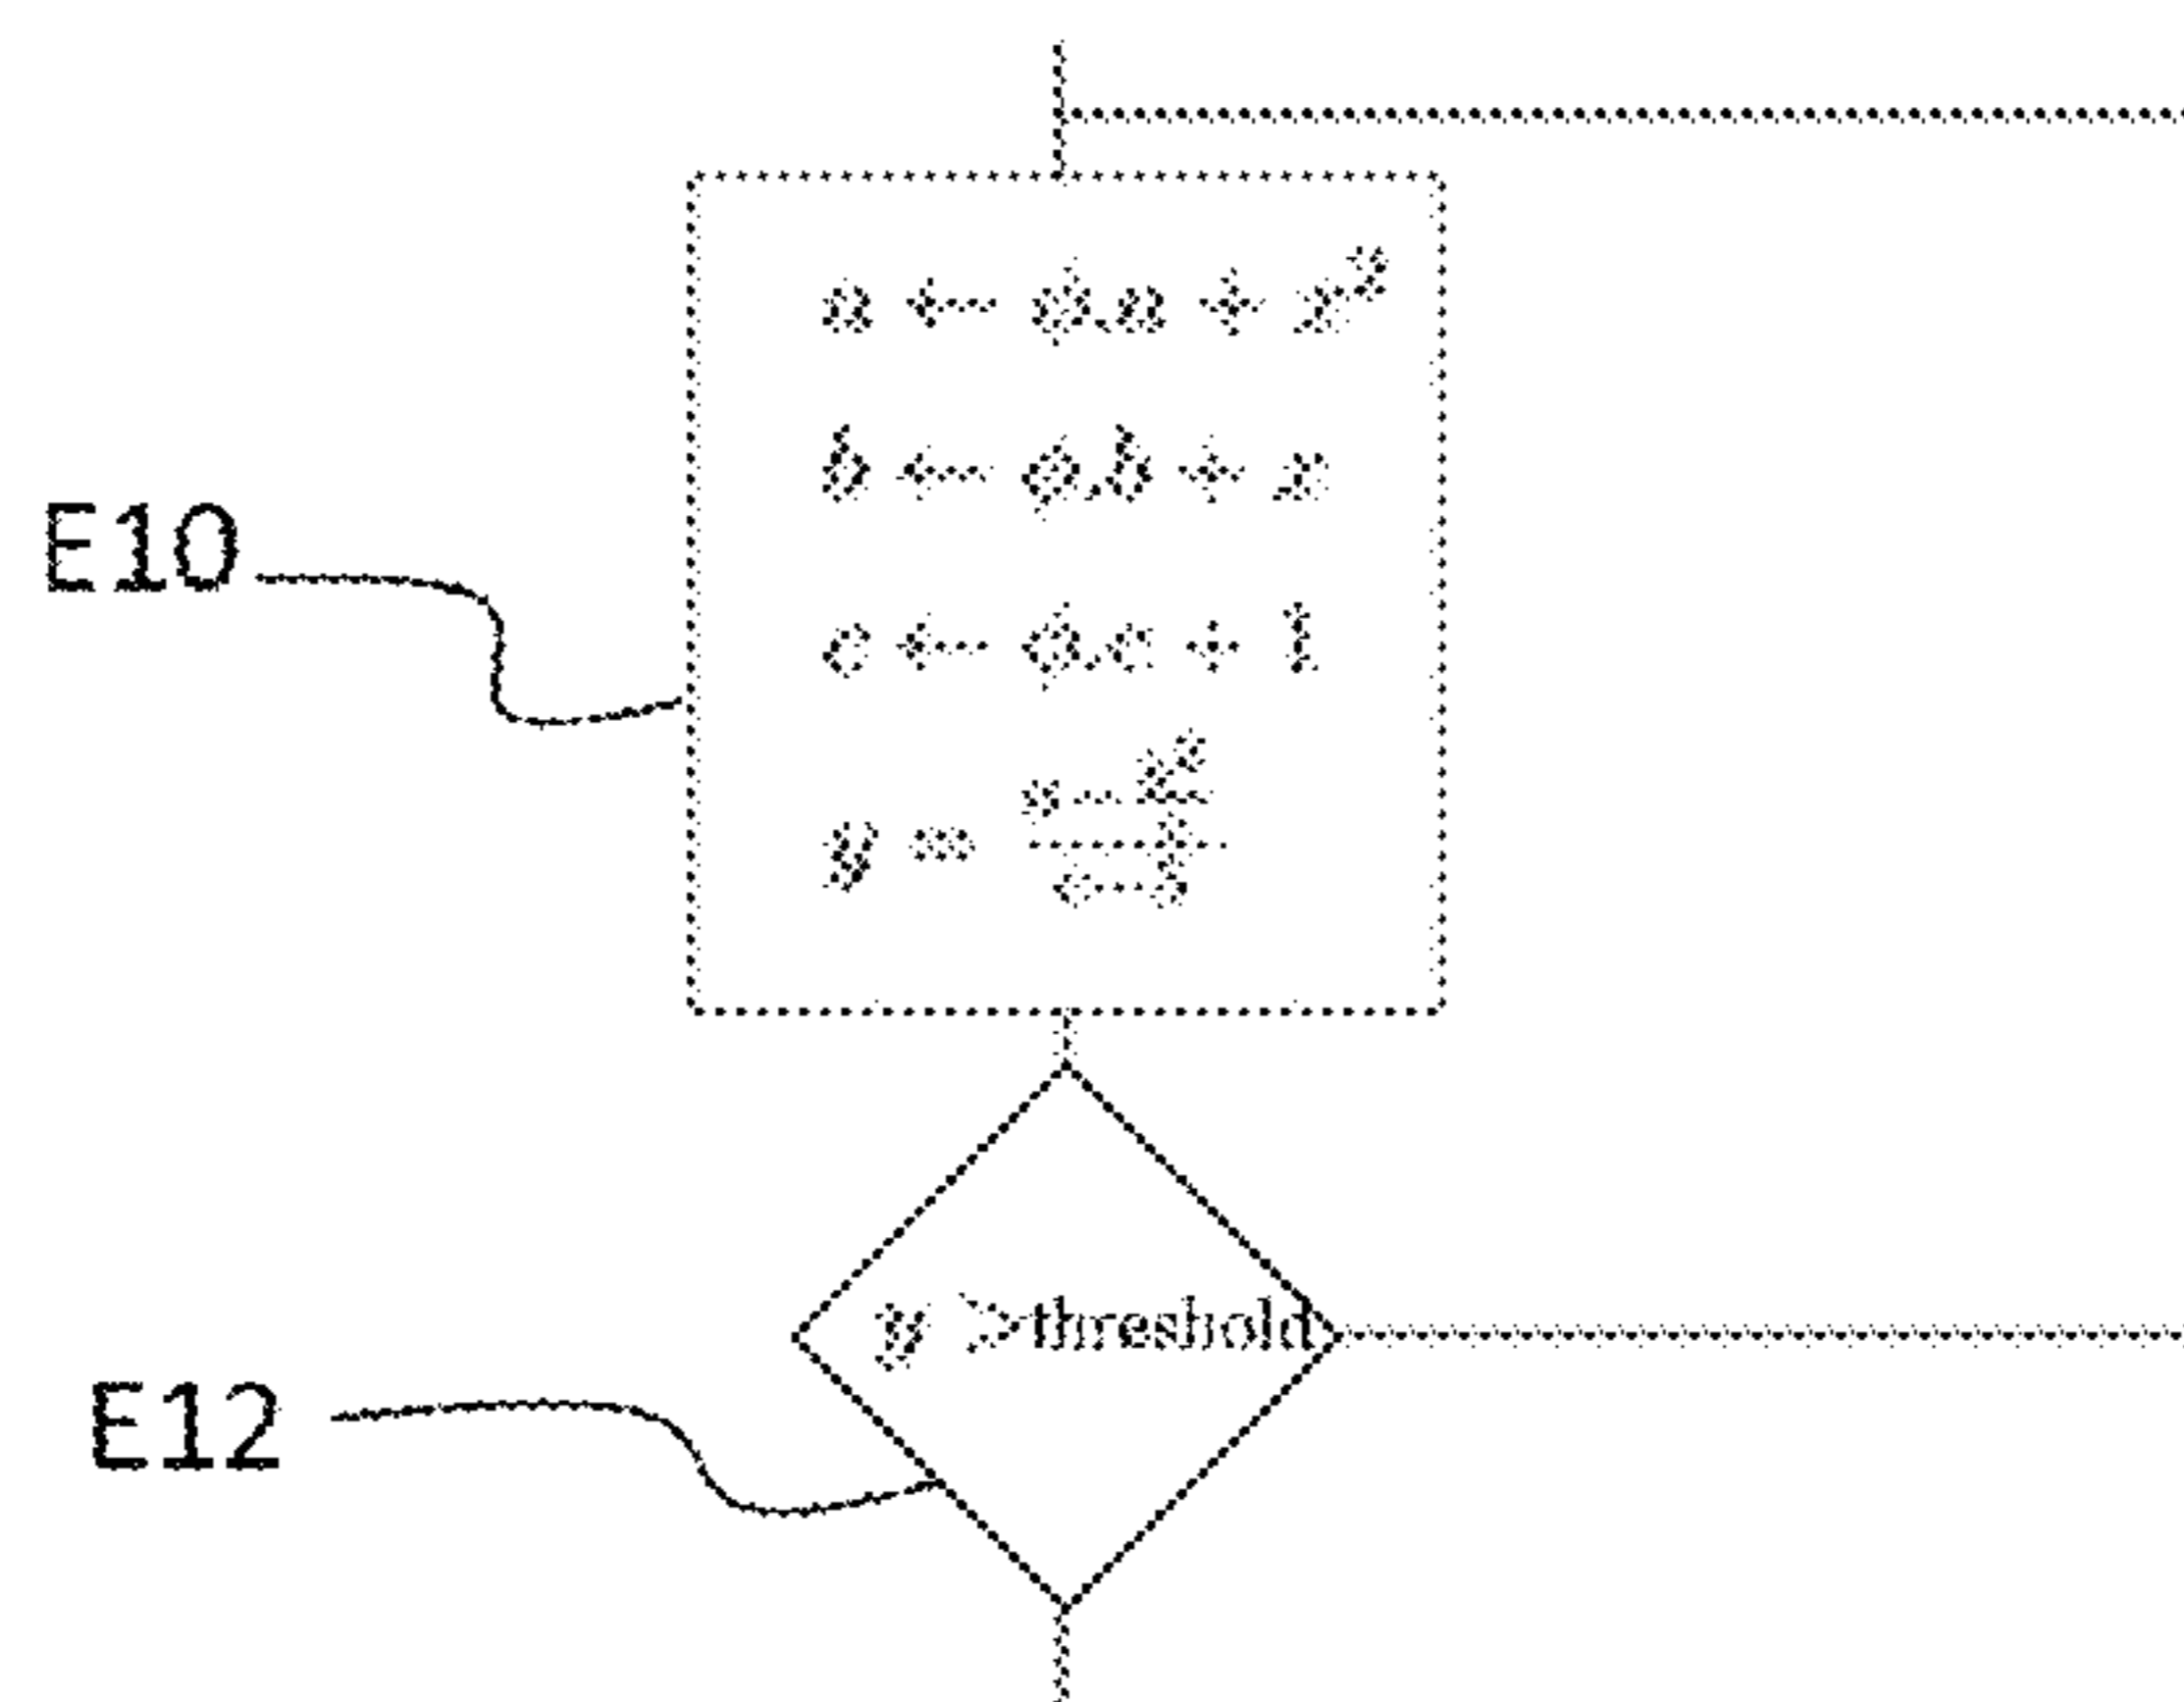 a ← ϕ.a + x²
b ← ϕ.b + x
E10
c ← ϕ.c + 1
y =
y > threshold
E12